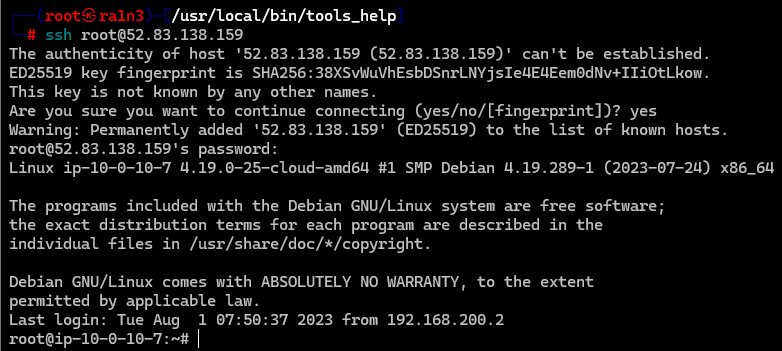 ┌──(root㉿ra1n3)-[/usr/local/bin/tools_help]
└─# ssh root@52.83.138.159
The authenticity of host '52.83.138.159 (52.83.138.159)' can't be established.
ED25519 key fingerprint is SHA256:38XSvWuVhEsbDSnrLNYjsIe4E4Eem0dNv+IIiOtLkow.
This key is not known by any other names.
Are you sure you want to continue connecting (yes/no/[fingerprint])? yes
Warning: Permanently added '52.83.138.159' (ED25519) to the list of known hosts.
root@52.83.138.159's password:
Linux ip-10-0-10-7 4.19.0-25-cloud-amd64 #1 SMP Debian 4.19.289-1 (2023-07-24) x86_64
The programs included with the Debian GNU/Linux system are free software;
the exact distribution terms for each program are described in the
individual files in /usr/share/doc/*/copyright.
Debian GNU/Linux comes with ABSOLUTELY NO WARRANTY, to the extent
permitted by applicable law.
Last login: Tue Aug  1 07:50:37 2023 from 192.168.200.2
root@ip-10-0-10-7:~#